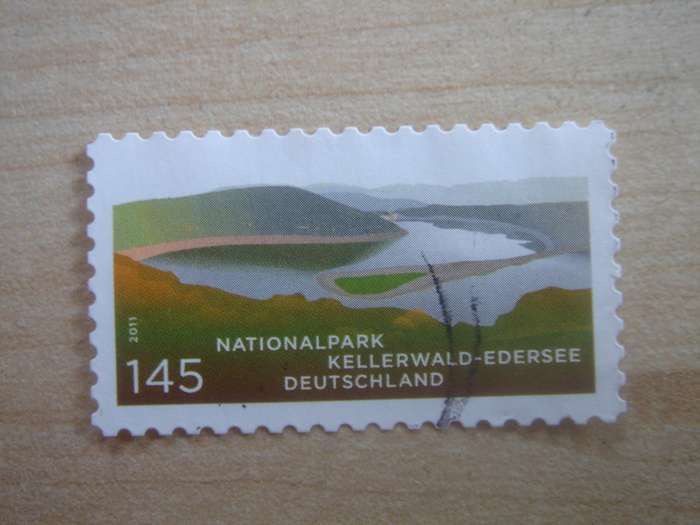 2011
145
NATIONALPARK
KELLERWALD-EDERSEE
DEUTSCHLAND